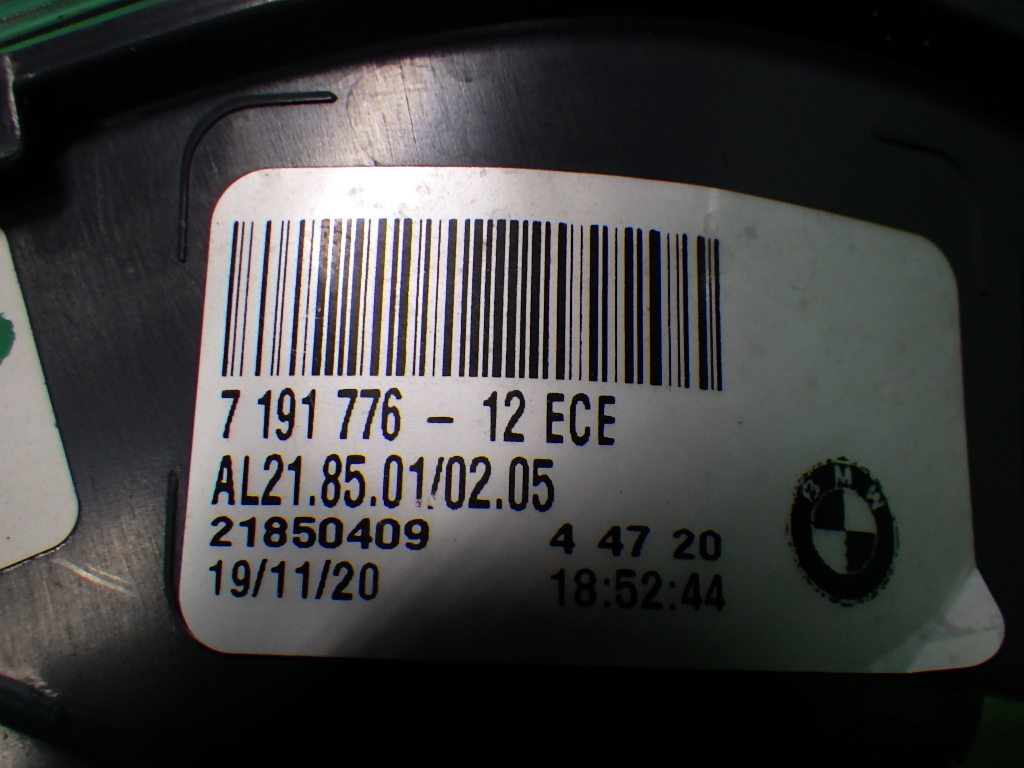 7 191 776 - 12 ECE
AL21.85.01/02.05
21850409 4 47 20
19/11/20 18:52:44
BMW